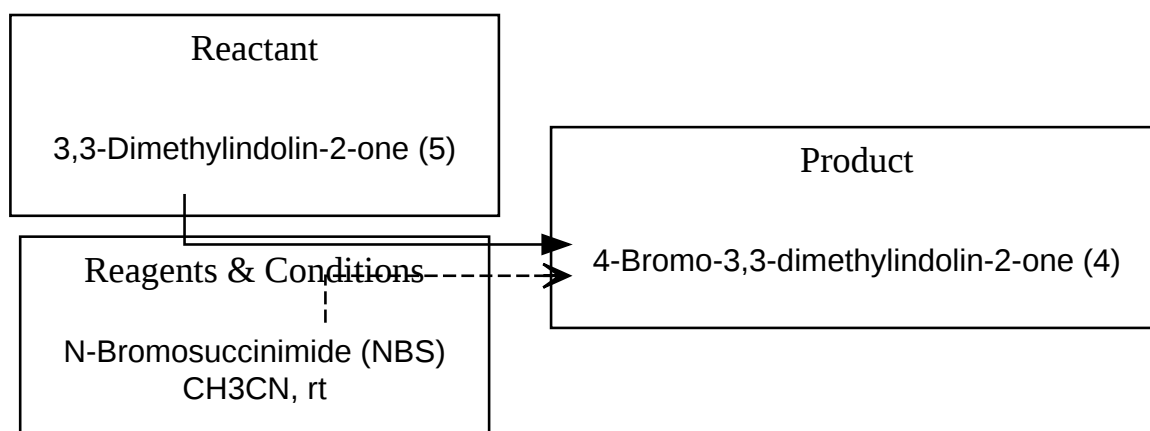 Reactant
3,3-Dimethylindolin-2-one (5)
Reagents & Conditions
N-Bromosuccinimide (NBS)
CH3CN, rt
Product
4-Bromo-3,3-dimethylindolin-2-one (4)